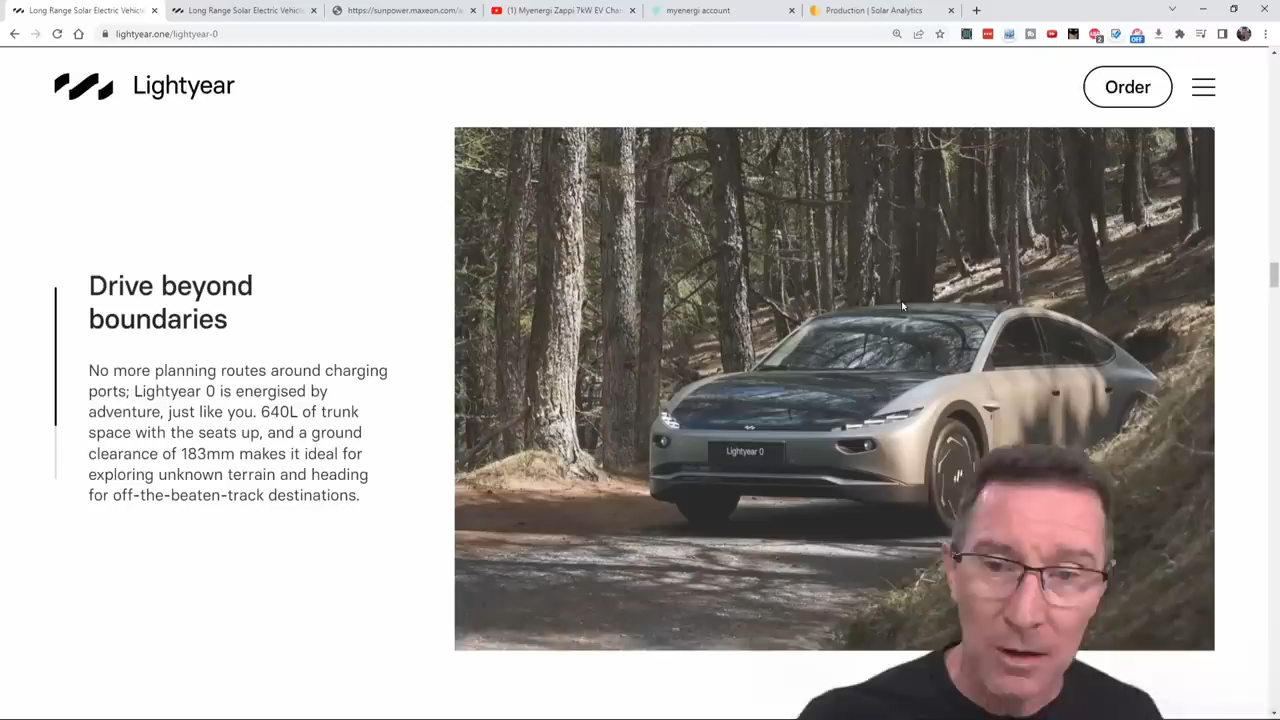 Long Range Solar Electric Vehicle
Long Range Solar Electric Vehicle
https://sunpower.maxeon.com/
(1) Myenergi Zappi 7kW EV Char
myenergi account
Production | Solar Analytics
lightyear.one/lightyear-0
Lightyear
Order
Drive beyond
boundaries
No more planning routes around charging
ports; Lightyear 0 is energised by
adventure, just like you. 640L of trunk
space with the seats up, and a ground
clearance of 183mm makes it ideal for
exploring unknown terrain and heading
for off-the-beaten-track destinations.
Lightyear 0
2
OFF